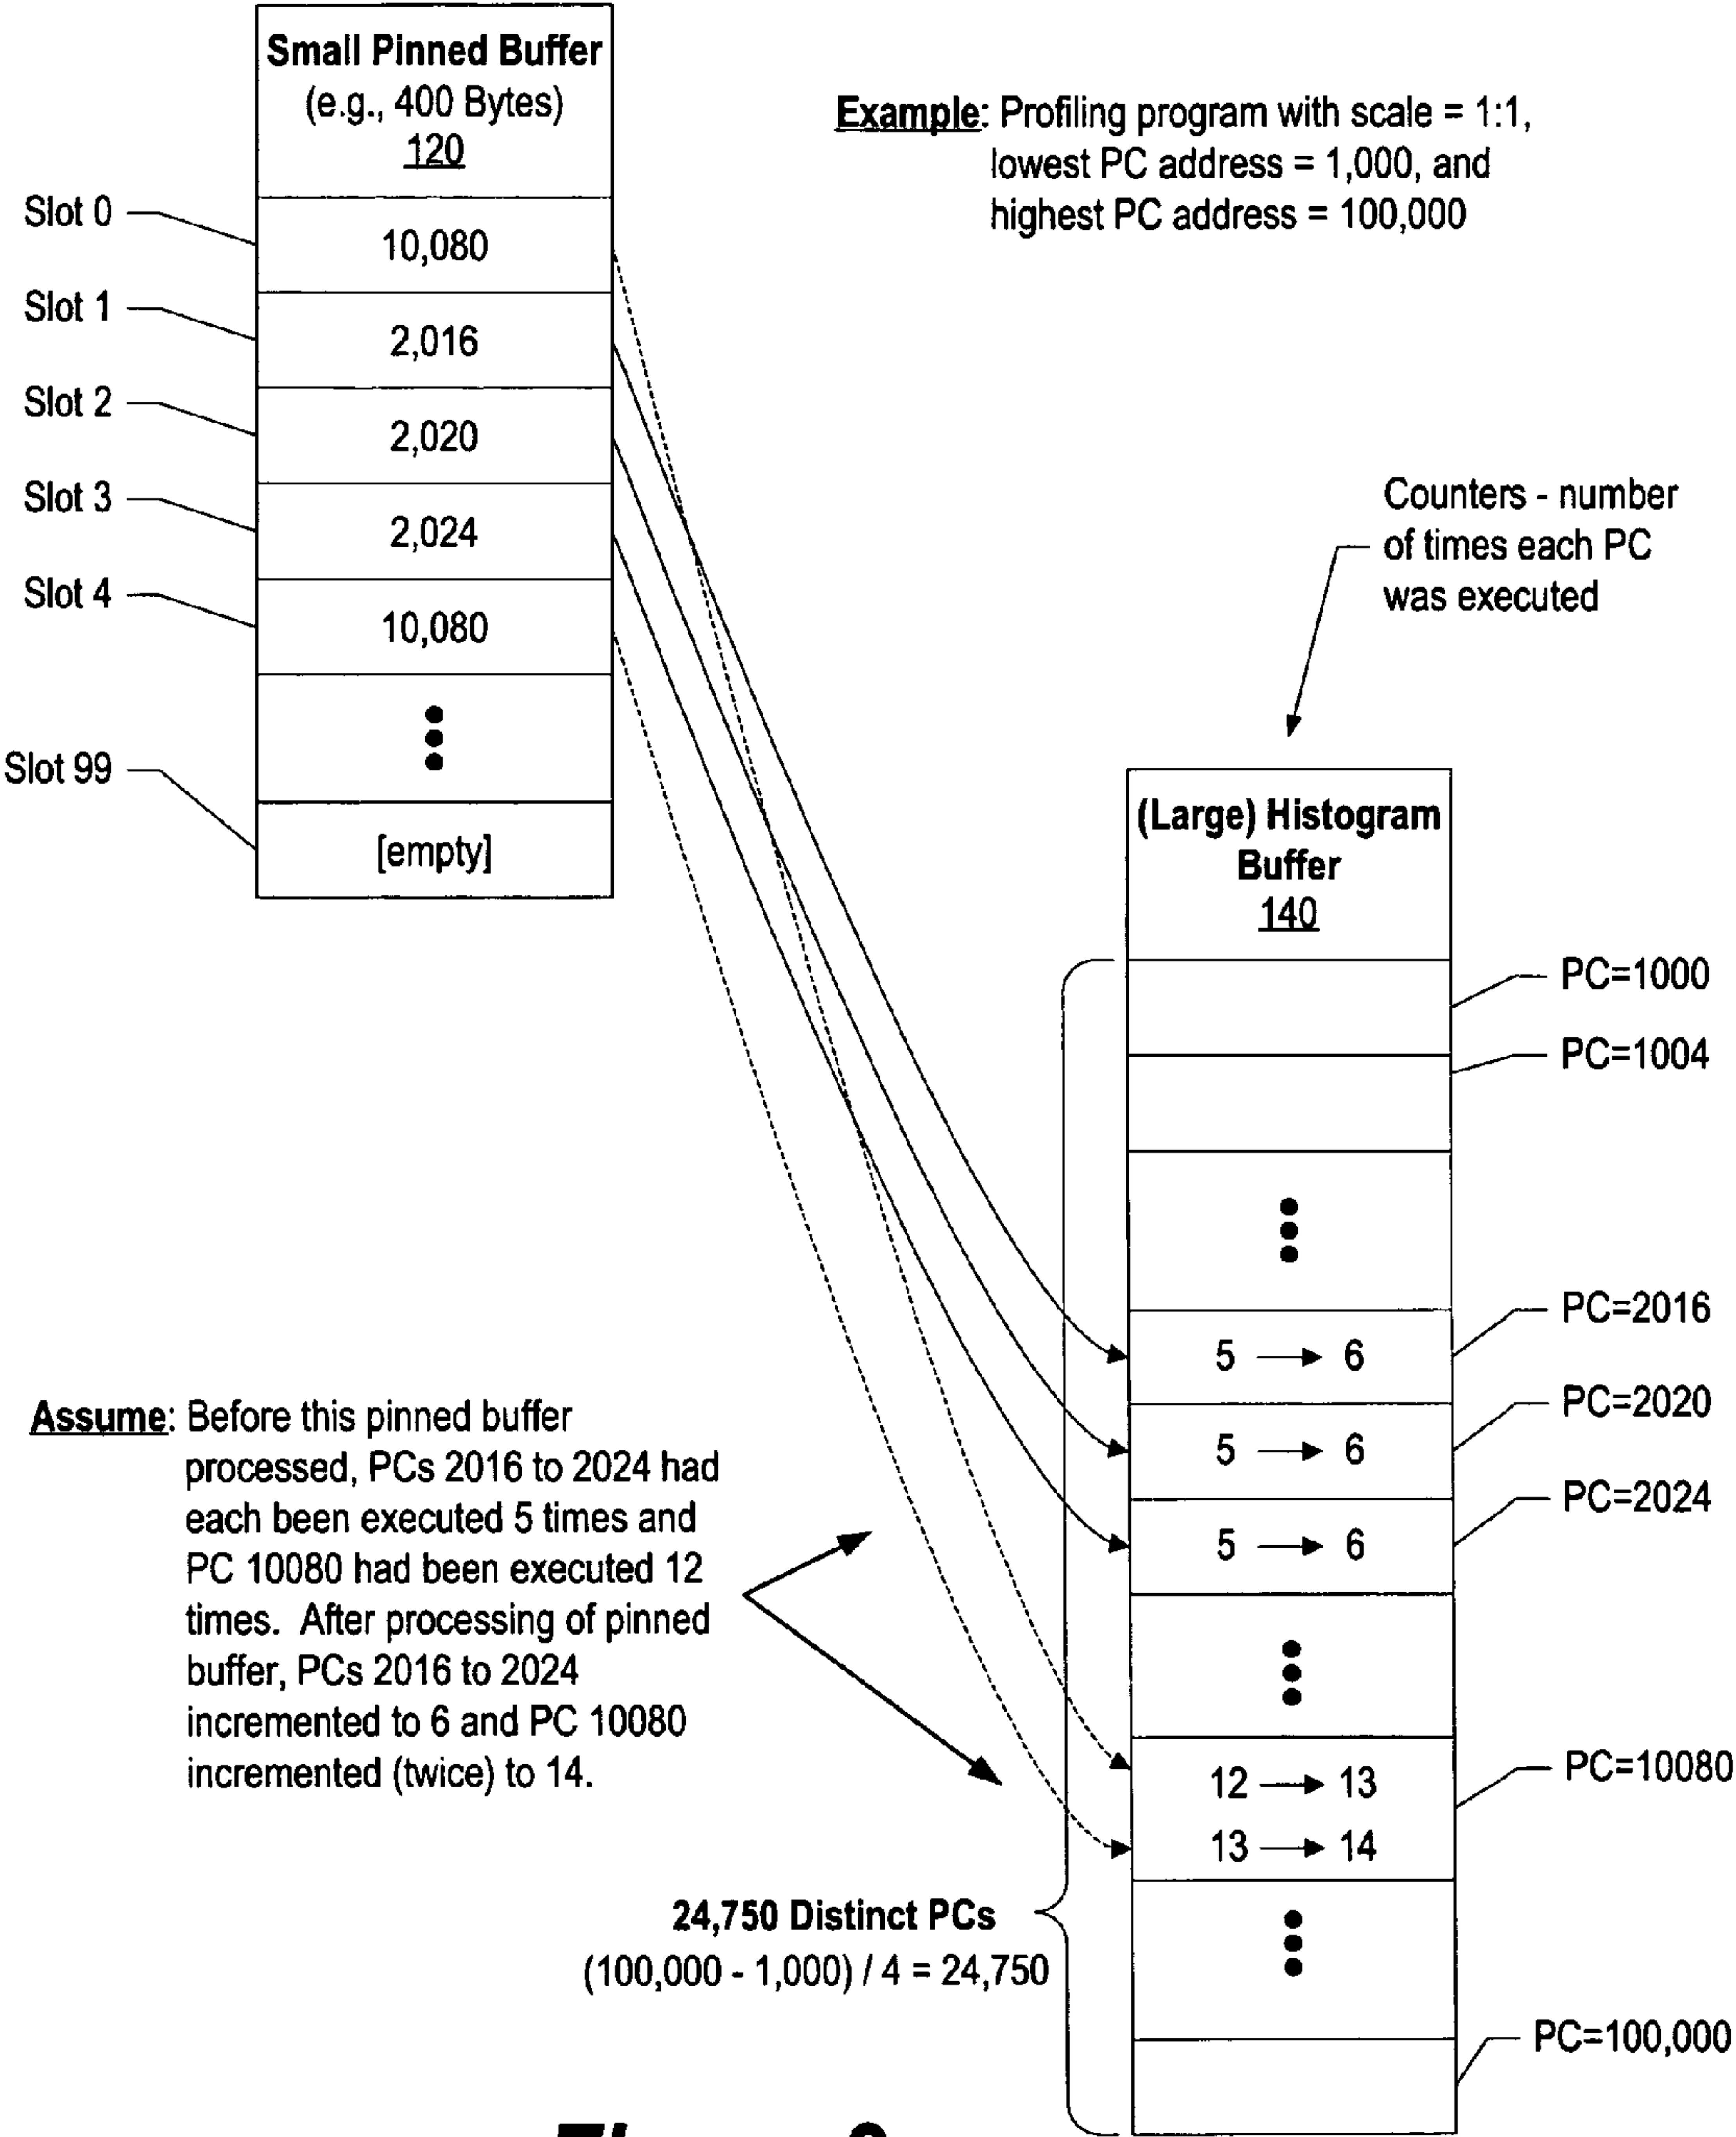 Small Pinned Buffer
(e.g., 400 Bytes)
120
Example: Profiling program with scale = 1:1,
lowest PC address = 1,000, and
highest PC address = 100,000
Slot 0
10,080
Slot 1
2,016
Slot 2
2,020
Slot 3
2,024
Slot 4
10,080
Slot 99
[empty]
Counters - number
of times each PC
was executed
(Large) Histogram
Buffer
140
PC=1000
PC=1004
PC=2016
5 → 6
PC=2020
5 → 6
PC=2024
5 → 6
Assume: Before this pinned buffer
processed, PCs 2016 to 2024 had
each been executed 5 times and
PC 10080 had been executed 12
times. After processing of pinned
buffer, PCs 2016 to 2024
incremented to 6 and PC 10080
incremented (twice) to 14.
PC=10080
12 → 13
13 → 14
24,750 Distinct PCs
(100,000 - 1,000) / 4 = 24,750
PC=100,000